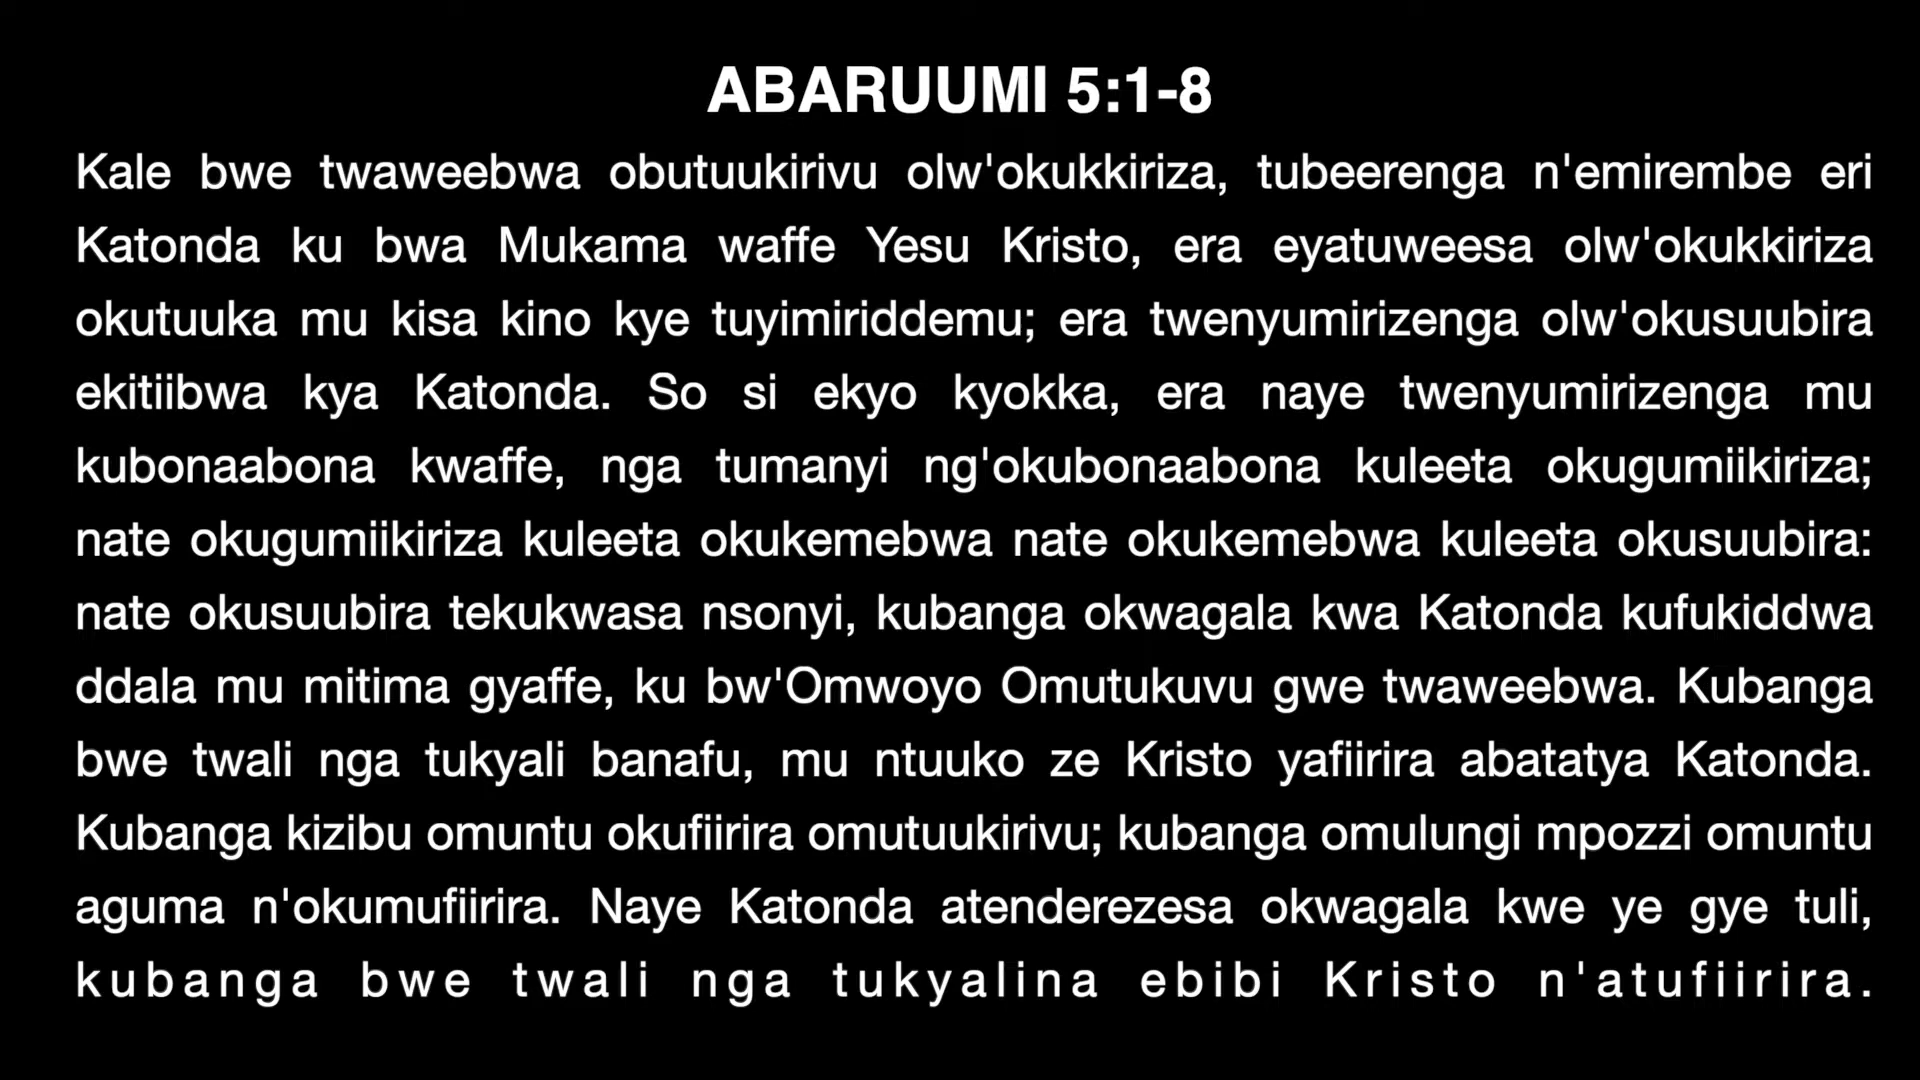 ABARUUMI 5:1-8
Kale bwe twaweebwa obutuukirivu olw'okukkiriza, tubeerenga n'emirembe eri
Katonda ku bwa Mukama waffe Yesu Kristo, era eyatuweesa olw'okukkiriza
okutuuka mu kisa kino kye tuyimiriddemu; era twenyumirizenga olw'okusuubira
ekitiibwa kya Katonda. So si ekyo kyokka, era naye twenyumirizenga mu
kubonaabona kwaffe, nga tumanyi ng'okubonaabona kuleeta okugumiikiriza;
nate okugumiikiriza kuleeta okukemebwa nate okukemebwa kuleeta okusuubira:
nate okusuubira tekukwasa nsonyi, kubanga okwagala kwa Katonda kufukiddwa
ddala mu mitima gyaffe, ku bw'Omwoyo Omutukuvu gwe twaweebwa. Kubanga
bwe twali nga tukyali banafu, mu ntuuko ze Kristo yafiirira abatatya Katonda.
Kubanga kizibu omuntu okufiirira omutuukirivu; kubanga omulungi mpozzi omuntu
aguma n'okumufiirira. Naye Katonda atenderezesa okwagala kwe ye gye tuli,
kubanga bwe twali nga tukyalina ebibi Kristo n'atufiirira.